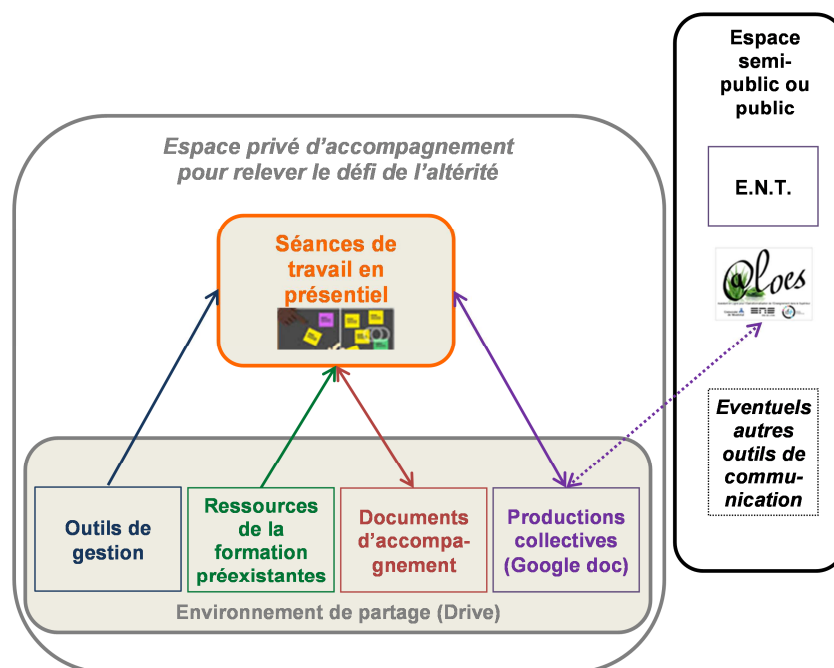 Espace
semi-
public ou
public
Espace privé d'accompagnement
pour relever le défi de l'altérité
E.N.T.
Séances de
travail en
présentiel
@loes
Eventuels
autres
outils de
commu-
nication
Outils de
gestion
Ressources
de la
formation
préexistantes
Documents
d'accompa-
gnement
Productions
collectives
(Google doc)
Environnement de partage (Drive)